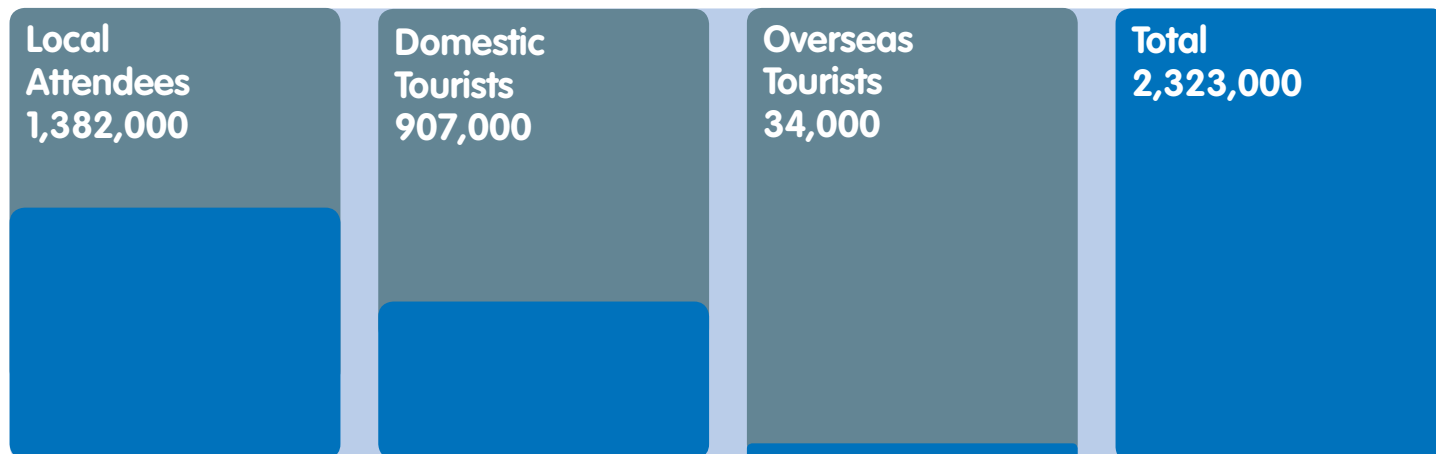 Local
Attendees
1,382,000
Domestic
Tourists
907,000
Overseas
Tourists
34,000
Total
2,323,000